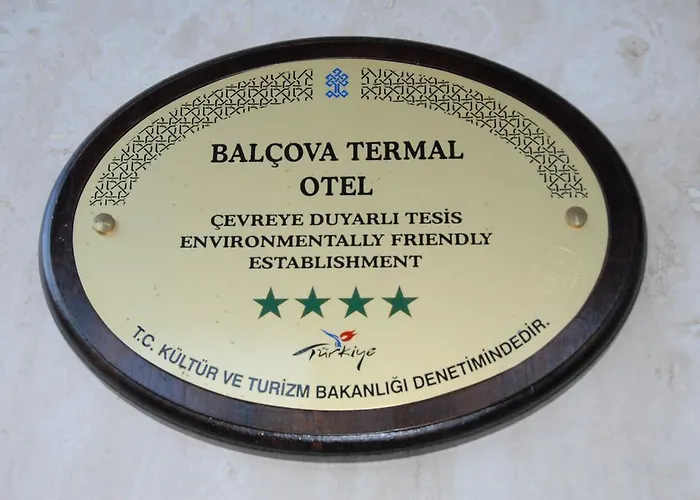 BALÇOVA TERMAL
OTEL
ÇEVREYE DUYARLI TESİS
ENVIRONMENTALLY FRIENDLY
ESTABLISHMENT
Türkiye
T.C. KÜLTÜR VE TURİZM BAKANLIĞI DENETİMİNDEDİR.